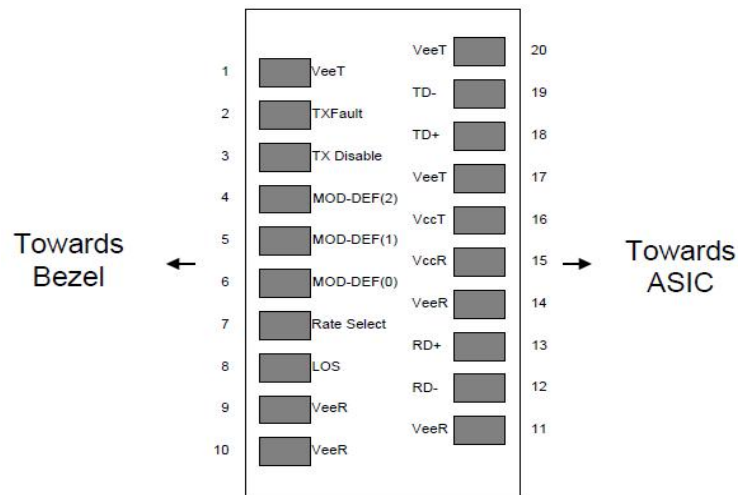 1 VeeT
2 TXFault
3 TX Disable
4 MOD-DEF(2)
5 MOD-DEF(1)
6 MOD-DEF(0)
7 Rate Select
8 LOS
9 VeeR
10 VeeR
VeeT 20
TD- 19
TD+ 18
VeeT 17
VccT 16
VccR 15
VeeR 14
RD+ 13
RD- 12
VeeR 11
Towards
Bezel
Towards
ASIC